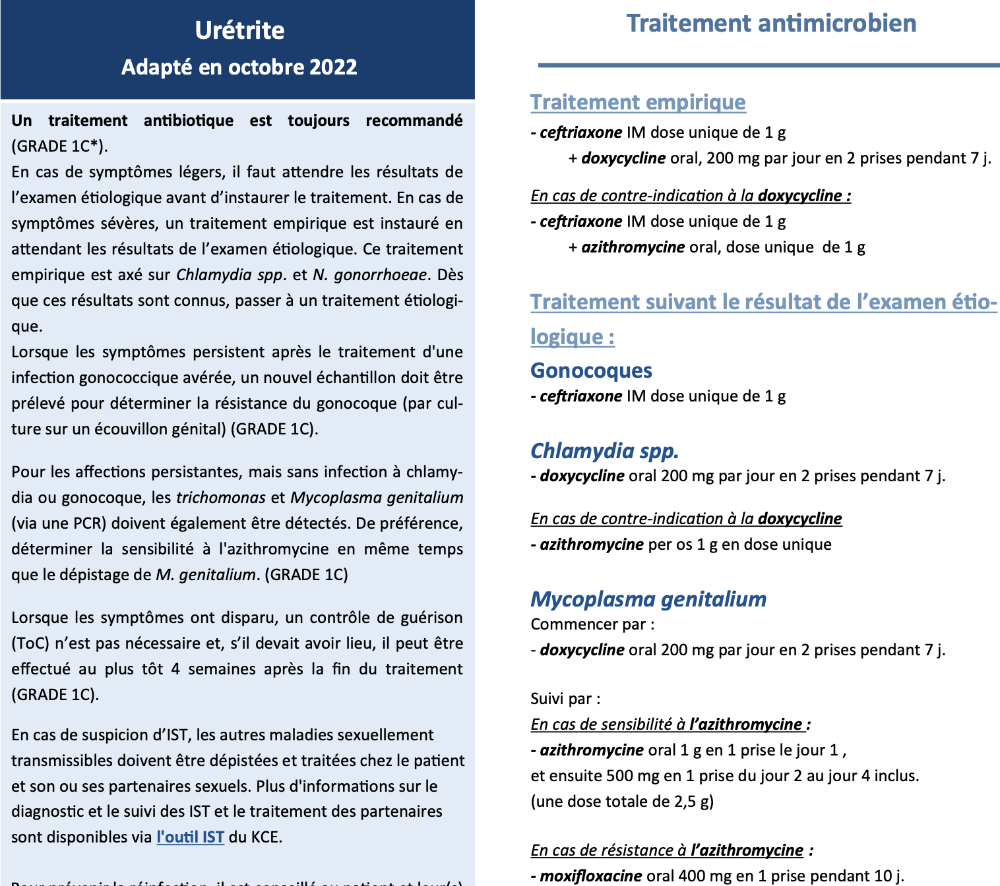 Urétrite
Adapté en octobre 2022
Un traitement antibiotique est toujours recommandé
(GRADE 1C*).
En cas de symptômes légers, il faut attendre les résultats de
l’examen étiologique avant d’instaurer le traitement. En cas de
symptômes sévères, un traitement empirique est instauré en
attendant les résultats de l’examen étiologique. Ce traitement
empirique est axé sur Chlamydia spp. et N. gonorrhoeae. Dès
que ces résultats sont connus, passer à un traitement étiologi-
que.
Lorsque les symptômes persistent après le traitement d'une
infection gonococcique avérée, un nouvel échantillon doit être
prélevé pour déterminer la résistance du gonocoque (par cul-
ture sur un écouvillon génital) (GRADE 1C).
Pour les affections persistantes, mais sans infection à chlamy-
dia ou gonocoque, les trichomonas et Mycoplasma genitalium
(via une PCR) doivent également être détectés. De préférence,
déterminer la sensibilité à l'azithromycine en même temps
que le dépistage de M. genitalium. (GRADE 1C)
Lorsque les symptômes ont disparu, un contrôle de guérison
(ToC) n’est pas nécessaire et, s’il devait avoir lieu, il peut être
effectué au plus tôt 4 semaines après la fin du traitement
(GRADE 1C).
En cas de suspicion d’IST, les autres maladies sexuellement
transmissibles doivent être dépistées et traitées chez le patient
et son ou ses partenaires sexuels. Plus d'informations sur le
diagnostic et le suivi des IST et le traitement des partenaires
sont disponibles via l'outil IST du KCE.
Pour prévenir la réinfection, il est conseillé au patient et leur(s)
Traitement antimicrobien
Traitement empirique
- ceftriaxone IM dose unique de 1 g
+ doxycycline oral, 200 mg par jour en 2 prises pendant 7 j.
En cas de contre-indication à la doxycycline :
- ceftriaxone IM dose unique de 1 g
+ azithromycine oral, dose unique  de 1 g
Traitement suivant le résultat de l’examen étio-
logique :
Gonocoques
- ceftriaxone IM dose unique de 1 g
Chlamydia spp.
- doxycycline oral 200 mg par jour en 2 prises pendant 7 j.
En cas de contre-indication à la doxycycline
- azithromycine per os 1 g en dose unique
Mycoplasma genitalium
Commencer par :
- doxycycline oral 200 mg par jour en 2 prises pendant 7 j.
Suivi par :
En cas de sensibilité à l’azithromycine :
- azithromycine oral 1 g en 1 prise le jour 1 ,
et ensuite 500 mg en 1 prise du jour 2 au jour 4 inclus.
(une dose totale de 2,5 g)
En cas de résistance à l’azithromycine :
- moxifloxacine oral 400 mg en 1 prise pendant 10 j.